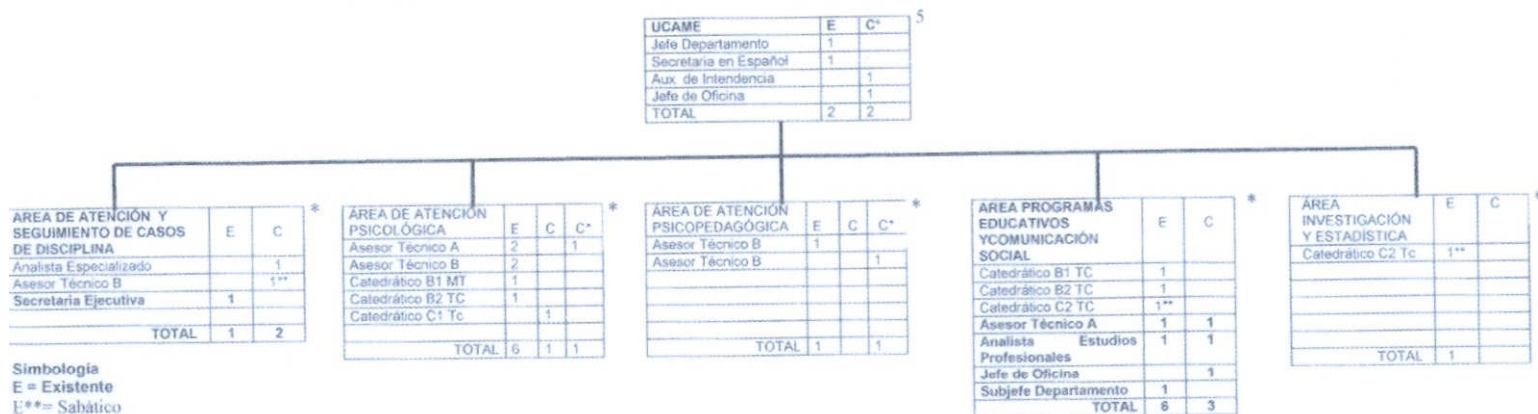 UCAME E C* 5
Jefe Departamento 1
Secretaria en Español 1
Aux. de Intendencia 1
Jefe de Oficina 1
TOTAL 2 2
AREA DE ATENCIÓN Y SEGUIMIENTO DE CASOS DE DISCIPLINA E C *
Analista Especializado 1
Asesor Técnico B 1**
Secretaria Ejecutiva 1
TOTAL 1 2
ÁREA DE ATENCIÓN PSICOLÓGICA E C C* *
Asesor Técnico A 2 1
Asesor Técnico B 2
Catedrático B1 MT 1
Catedrático B2 TC 1
Catedrático C1 Tc 1
TOTAL 6 1 1
ÁREA DE ATENCIÓN PSICOPEDAGÓGICA E C C* *
Asesor Técnico B 1
Asesor Técnico B 1
TOTAL 1 1
AREA PROGRAMAS EDUCATIVOS YCOMUNICACIÓN SOCIAL E C *
Catedrático B1 TC 1
Catedrático B2 TC 1
Catedrático C2 TC 1**
Asesor Técnico A 1 1
Analista Estudios Profesionales 1 1
Jefe de Oficina 1
Subjefe Departamento 1
TOTAL 6 3
ÁREA INVESTIGACIÓN Y ESTADÍSTICA E C *
Catedrático C2 Tc 1**
TOTAL 1
Simbología
E = Existente
E**= Sabático